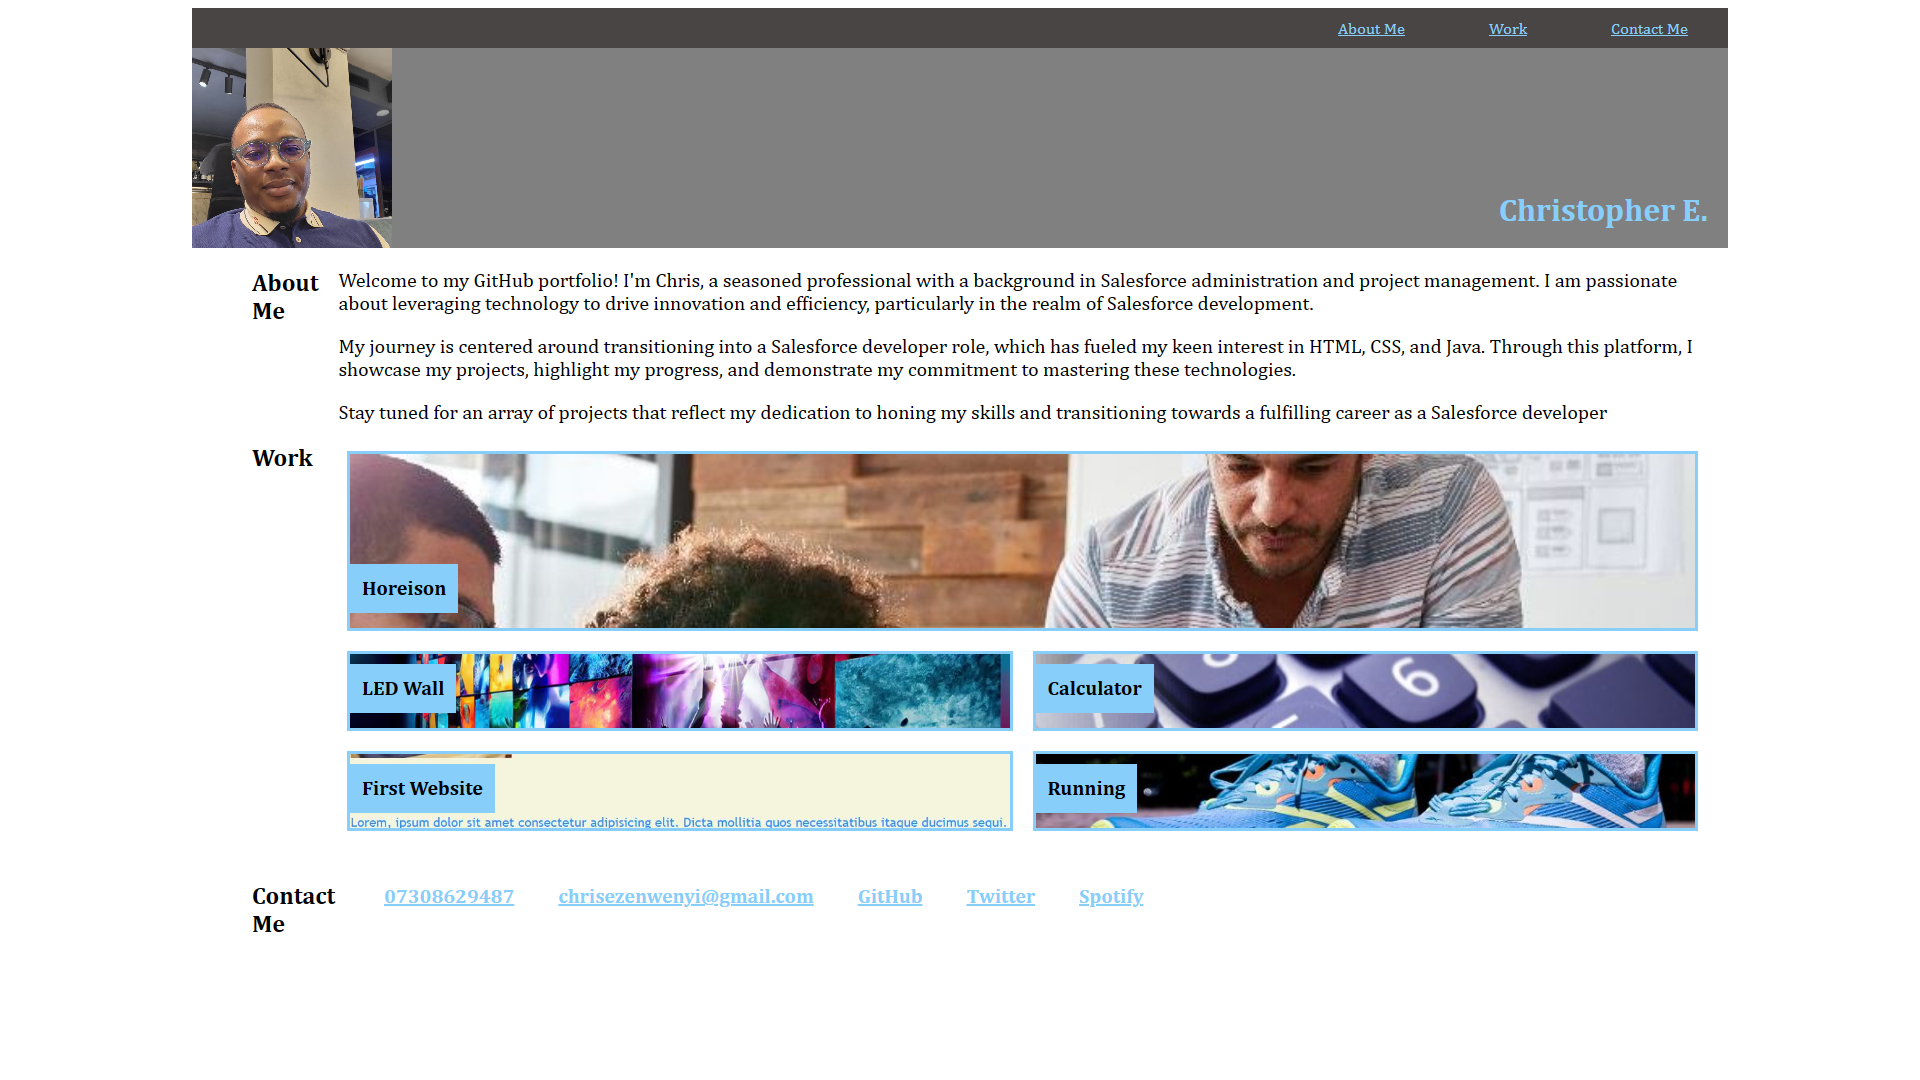 About Me Work Contact Me
Christopher E.
About
Me
Welcome to my GitHub portfolio! I'm Chris, a seasoned professional with a background in Salesforce administration and project management. I am passionate
about leveraging technology to drive innovation and efficiency, particularly in the realm of Salesforce development.
My journey is centered around transitioning into a Salesforce developer role, which has fueled my keen interest in HTML, CSS, and Java. Through this platform, I
showcase my projects, highlight my progress, and demonstrate my commitment to mastering these technologies.
Stay tuned for an array of projects that reflect my dedication to honing my skills and transitioning towards a fulfilling career as a Salesforce developer
Work
Horeison
LED Wall
Calculator
9
First Website
Lorem, ipsum dolor sit amet consectetur adipisicing elit. Dicta mollitia quos necessitatibus itaque ducimus sequi.
Running
Contact
Me
07308629487 chrisezenwenyi@gmail.com GitHub Twitter Spotify